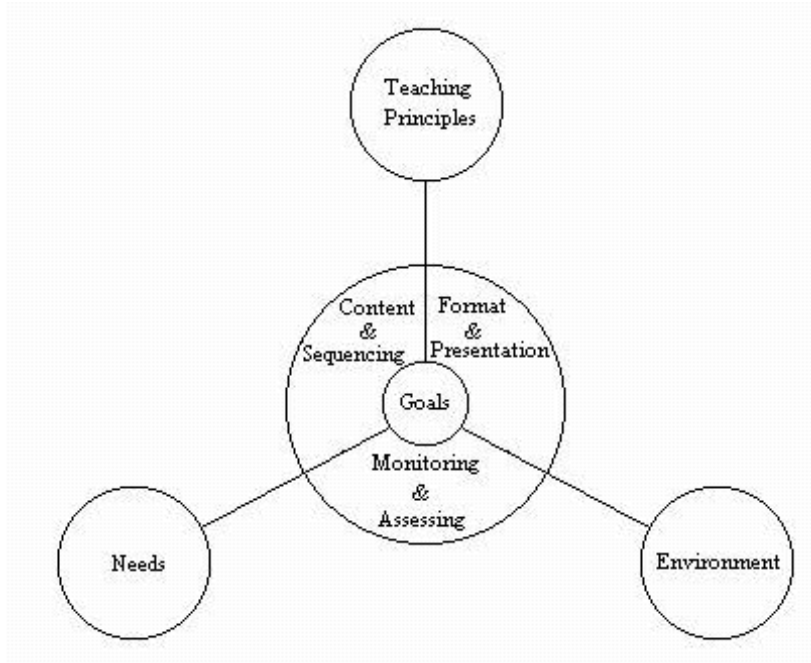 Teaching
Principles
Content
&
Sequencing
Format
&
Presentation
Goals
Monitoring
&
Assessing
Needs
Environment